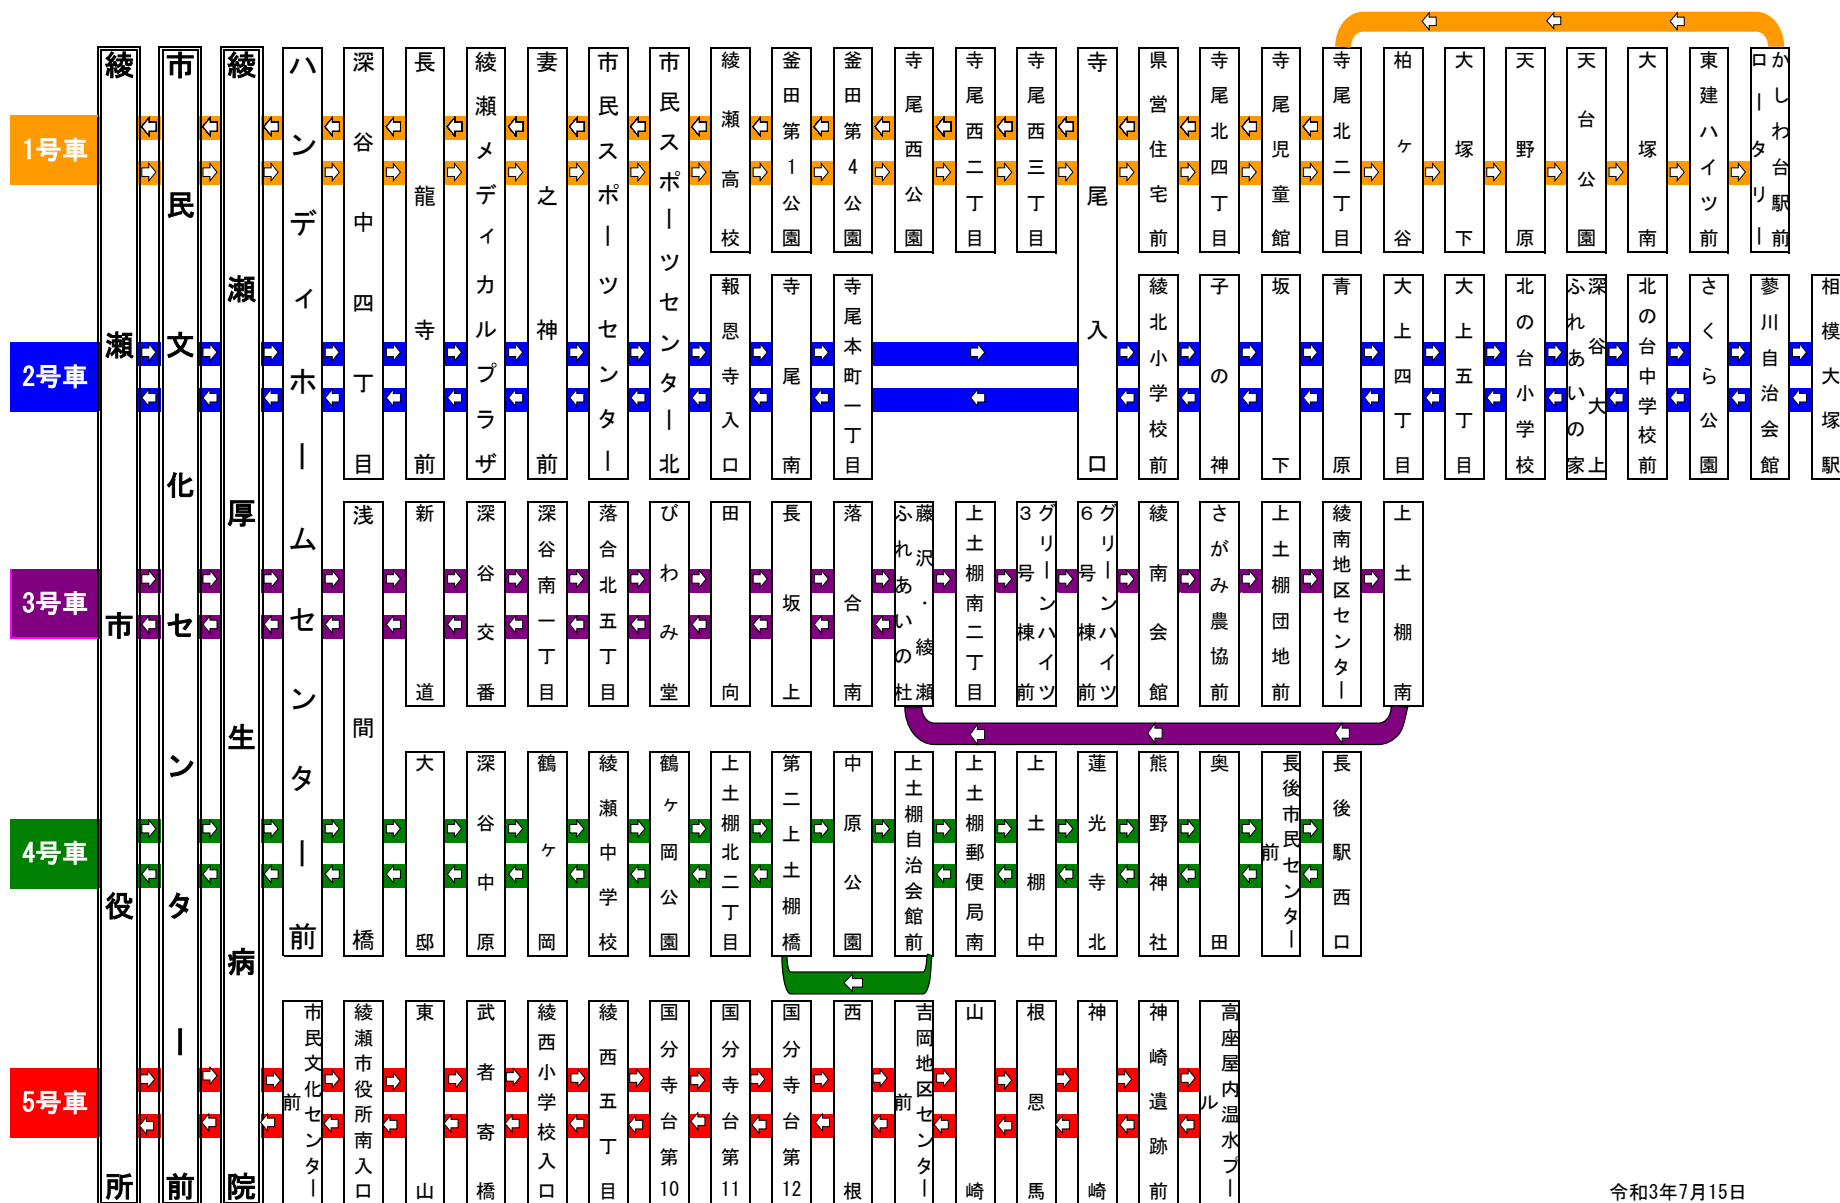 1号車
2号車
3号車
4号車
5号車
綾瀬市役所
市民文化センター前
綾瀬厚生病院
ハンディホームセンター前
深谷中四丁目
長龍寺前
綾瀬メディカルプラザ
妻之神前
市民スポーツセンター
市民スポーツセンター北
綾瀬高校
釜田第1公園
釜田第4公園
寺尾西公園
寺尾西二丁目
寺尾西三丁目
寺尾入口
県営住宅前
寺尾北四丁目
寺尾児童館
寺尾北二丁目
柏ヶ谷
大塚下
天野原
天台公園
大塚南
東建ハイツ前
かしわ台駅前
ロータリー
報恩寺入口
寺尾南
寺尾本町一丁目
綾北小学校前
子の神
坂下
青原
大上四丁目
大上五丁目
北の台小学校
深谷大上
ふれあいの家
北の台中学校前
さくら公園
蓼川自治会館
相模大塚駅
浅間橋
新道
深谷交番
深谷南一丁目
落合北五丁目
びわみ堂
田向
長坂上
落合南
藤沢・綾瀬
ふれあいの杜
上土棚南二丁目
グリーンハイツ
3号棟前
グリーンハイツ
6号棟前
綾南会館
さがみ農協前
上土棚団地前
綾南地区センター
上土棚南
大邸
深谷中原
鶴ヶ岡
綾瀬中学校
鶴ヶ岡公園
上土棚北二丁目
第二上土棚橋
中原公園
上土棚自治会館前
上土棚郵便局南
上土棚中
蓮光寺北
熊野神社
奥田
長後市民センター
前
長後駅西口
市民文化センター
前
綾瀬市役所南入口
東山
武者寄橋
綾西小学校入口
綾西五丁目
国分寺台第10
国分寺台第11
国分寺台第12
西根
吉岡地区センター
前
山崎
根恩馬
神崎
神崎遺跡前
高座屋内温水プー
ル
令和3年7月15日